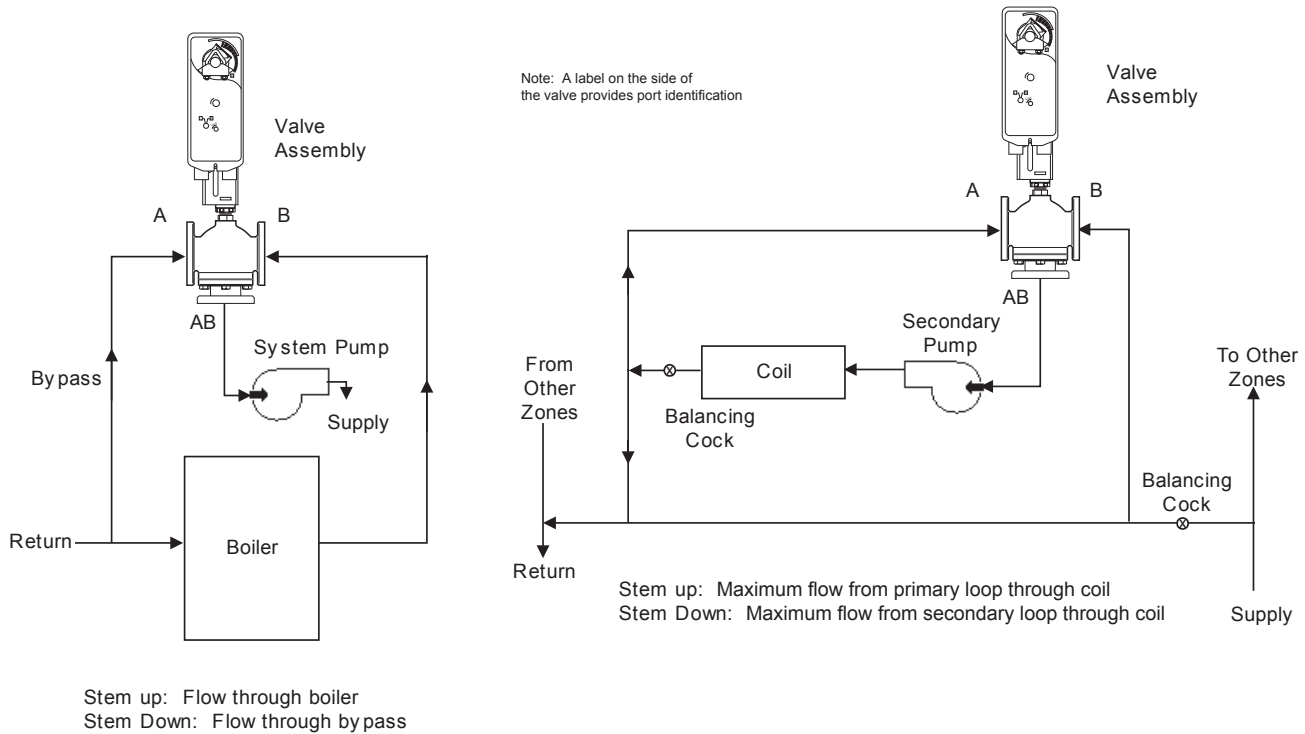 Valve
Assembly
A
B
AB
System Pump
Bypass
Supply
Return
Boiler
Stem up: Flow through boiler
Stem Down: Flow through bypass
Note: A label on the side of
the valve provides port identification
Valve
Assembly
A
B
AB
Secondary
Pump
From
Other
Zones
Coil
To Other
Zones
Balancing
Cock
Balancing
Cock
Return
Stem up: Maximum flow from primary loop through coil
Stem Down: Maximum flow from secondary loop through coil
Supply